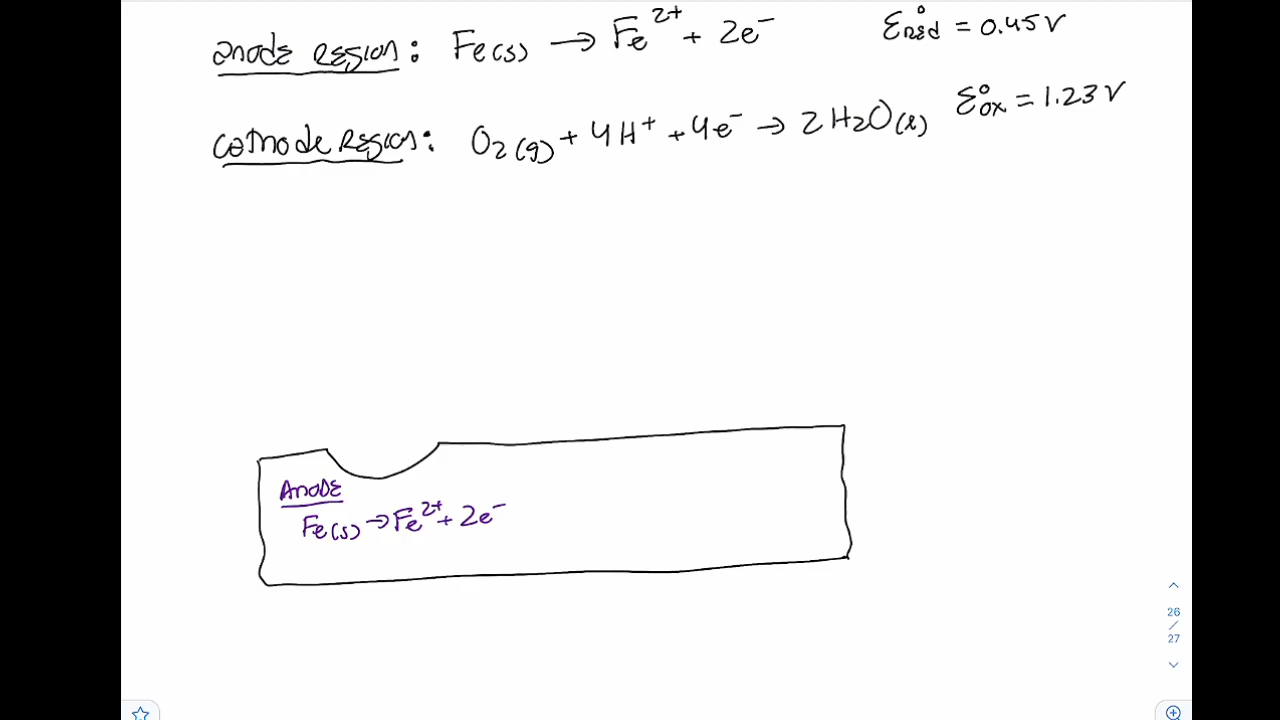 anode region: Fe(s) → Fe²⁺ + 2e⁻ ε°red = 0.45 V
cathode region: O₂(g) + 4H⁺ + 4e⁻ → 2H₂O(l) ε°ox = 1.23 V
ANODE
Fe(s) → Fe²⁺ + 2e⁻
26
/
27